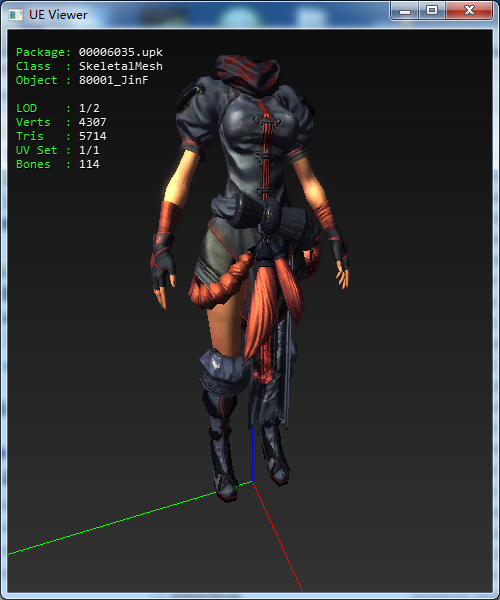 UE Viewer
Package: 00006035.upk
Class : SkeletalMesh
Object : 80001_JinF
LOD : 1/2
Verts : 4307
Tris : 5714
UV Set : 1/1
Bones : 114